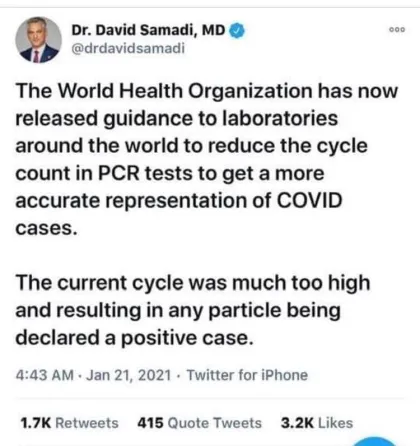 Dr. David Samadi, MD
@drdavidsamadi
The World Health Organization has now
released guidance to laboratories
around the world to reduce the cycle
count in PCR tests to get a more
accurate representation of COVID
cases.
The current cycle was much too high
and resulting in any particle being
declared a positive case.
4:43 AM · Jan 21, 2021 · Twitter for iPhone
1.7K Retweets 415 Quote Tweets 3.2K Likes